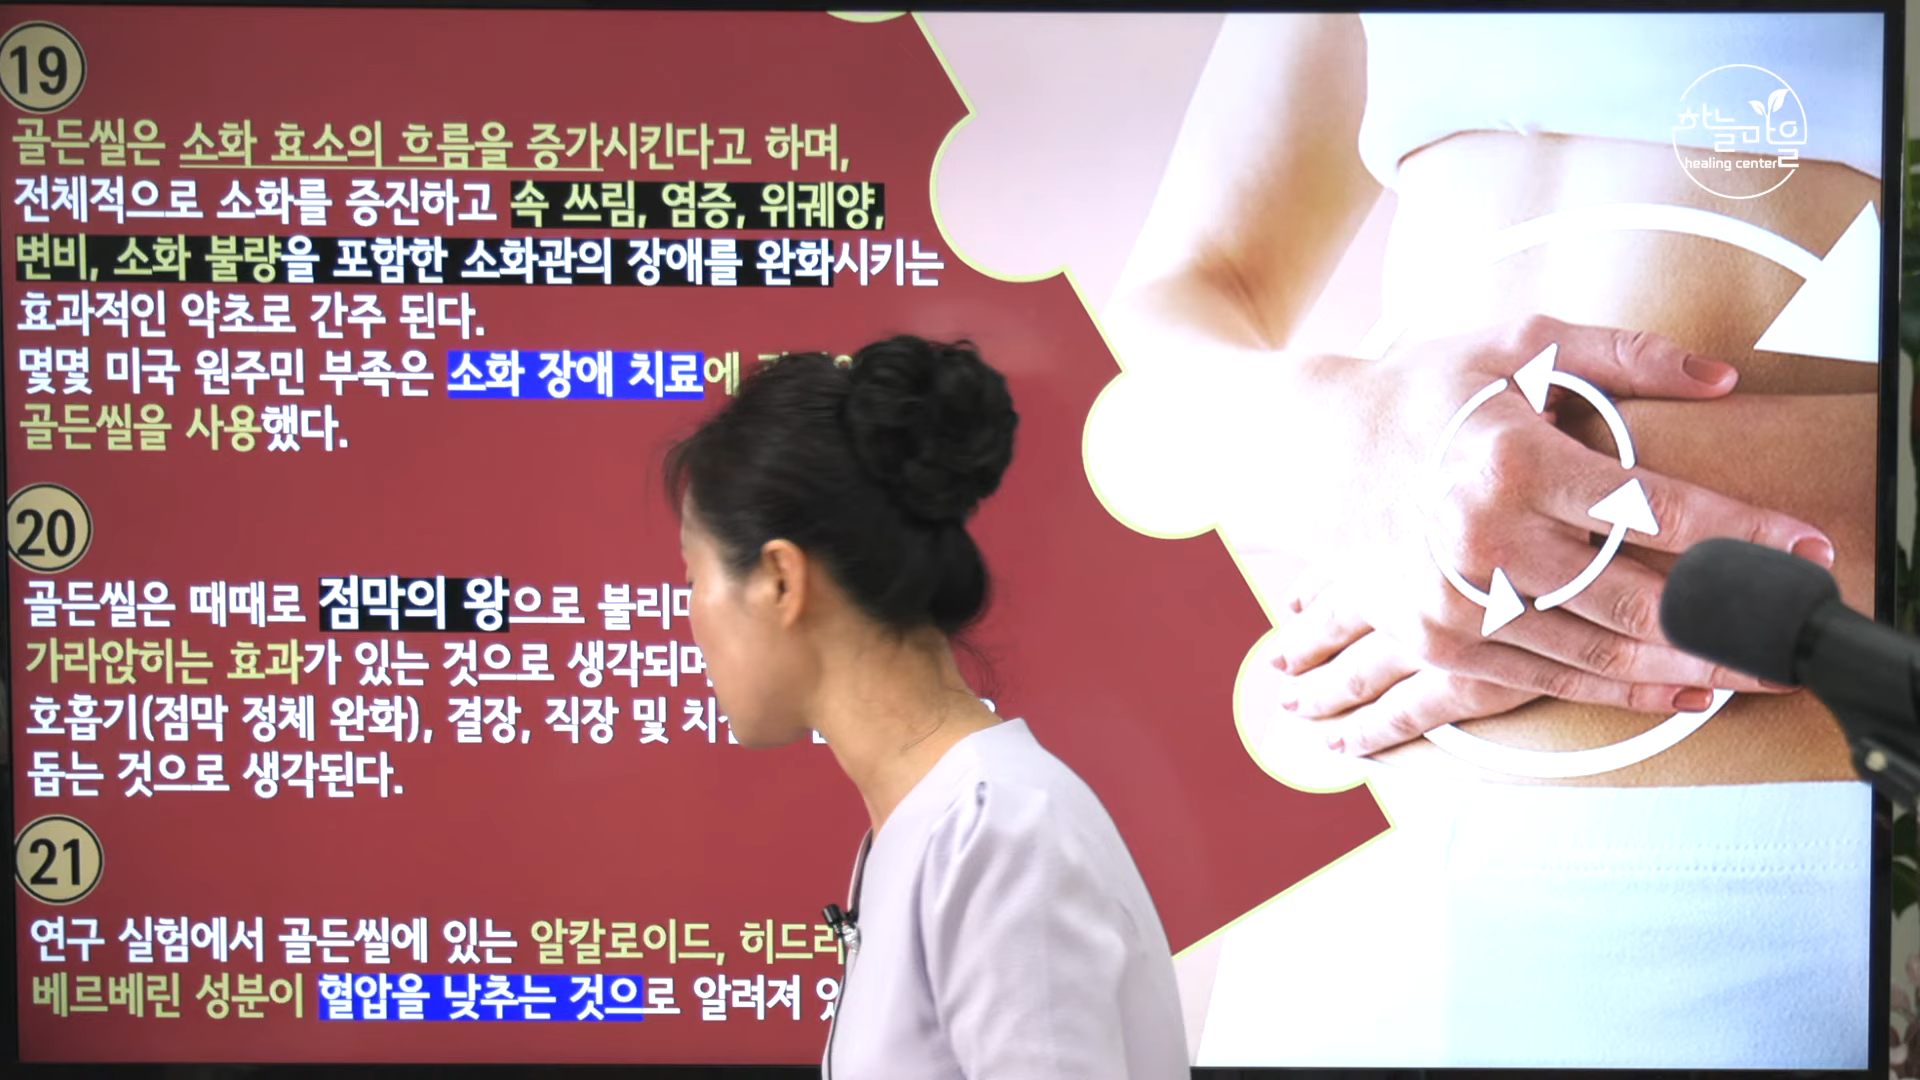 19
골든씰은 소화 효소의 흐름을 증가시킨다고 하며,
전체적으로 소화를 증진하고 속 쓰림, 염증, 위궤양,
변비, 소화 불량을 포함한 소화관의 장애를 완화시키는
효과적인 약초로 간주 된다.
몇몇 미국 원주민 부족은 소화 장애 치료에
골든씰을 사용했다.
20
골든씰은 때때로 점막의 왕으로 불리며
가라앉히는 효과가 있는 것으로 생각되며
호흡기(점막 정체 완화), 결장, 직장 및
돕는 것으로 생각된다.
21
연구 실험에서 골든씰에 있는 알칼로이드,
베르베린 성분이 혈압을 낮추는 것으로 알려져
하늘마을
healing center